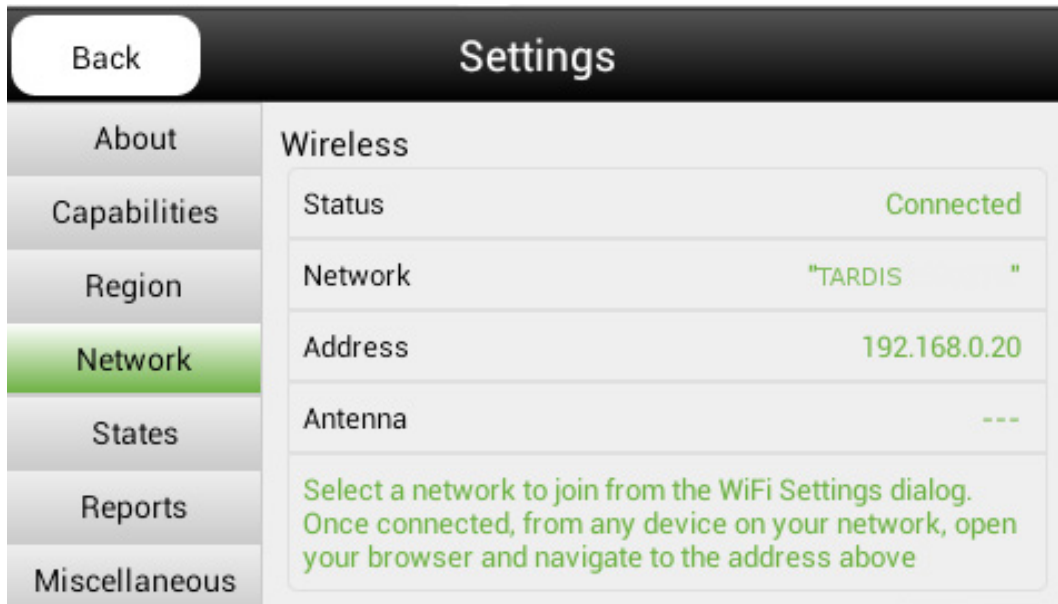 Back
Settings
About
Capabilities
Region
Network
States
Reports
Miscellaneous
Wireless
Status Connected
Network "TARDIS "
Address 192.168.0.20
Antenna ---
Select a network to join from the WiFi Settings dialog.
Once connected, from any device on your network, open
your browser and navigate to the address above